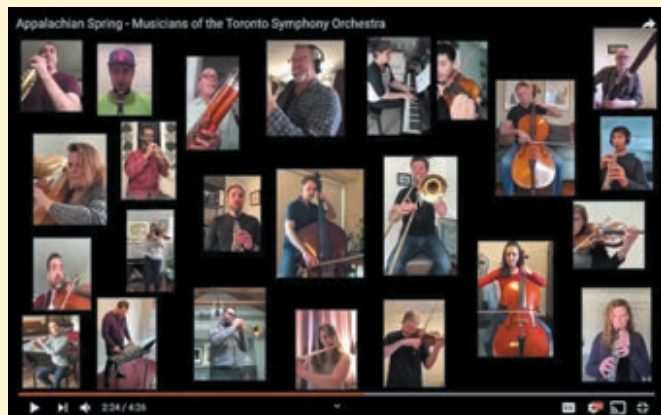 Appalachian Spring - Musicians of the Toronto Symphony Orchestra
2:24 / 4:26